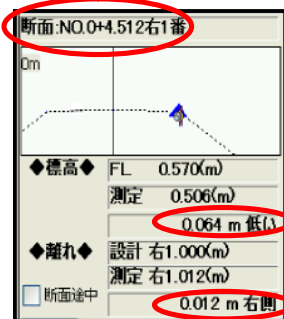 断面:NO.0+4.512右1番
0m
◆標高◆ FL 0.570(m)
測定 0.506(m)
0.064 m 低い
◆離れ◆ 設計 右1.000(m)
測定 右1.012(m)
断面途中
0.012 m 右側